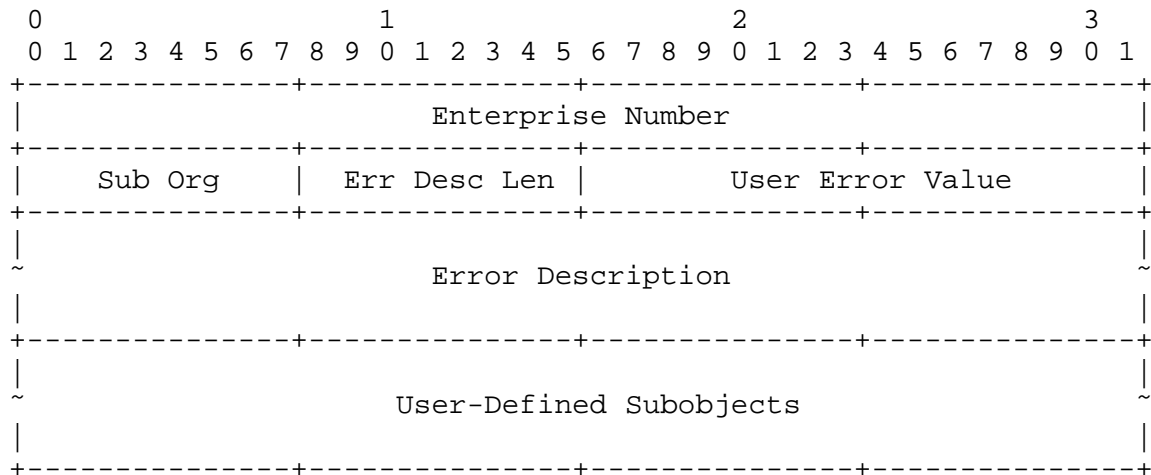 0                   1                   2                   3
 0 1 2 3 4 5 6 7 8 9 0 1 2 3 4 5 6 7 8 9 0 1 2 3 4 5 6 7 8 9 0 1
+---------------+---------------+---------------+---------------+
|                       Enterprise Number                       |
+---------------+---------------+---------------+---------------+
|    Sub Org    |  Err Desc Len |        User Error Value       |
+---------------+---------------+---------------+---------------+
|                                                               |
~                       Error Description                       ~
|                                                               |
+---------------+---------------+---------------+---------------+
|                                                               |
~                     User-Defined Subobjects                   ~
|                                                               |
+---------------+---------------+---------------+---------------+